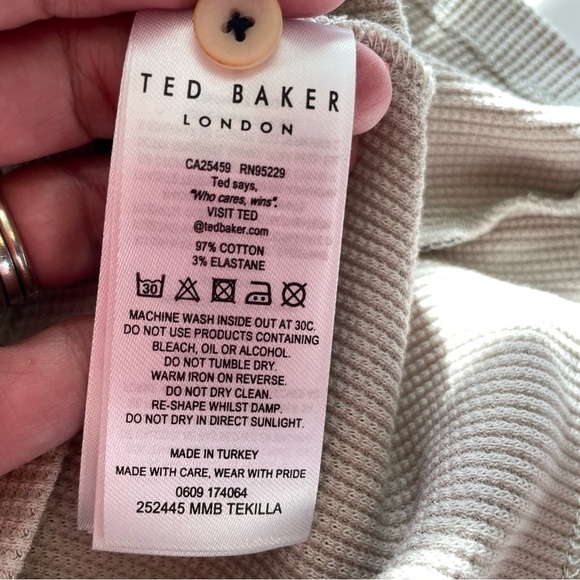 TED BAKER
LONDON
CA25459 RN95229
Ted says,
"Who cares, wins".
VISIT TED
@tedbaker.com
97% COTTON
3% ELASTANE
30
MACHINE WASH INSIDE OUT AT 30C.
DO NOT USE PRODUCTS CONTAINING
BLEACH, OIL OR ALCOHOL.
DO NOT TUMBLE DRY.
WARM IRON ON REVERSE.
DO NOT DRY CLEAN.
RE-SHAPE WHILST DAMP.
DO NOT DRY IN DIRECT SUNLIGHT.
MADE IN TURKEY
MADE WITH CARE, WEAR WITH PRIDE
0609 174064
252445 MMB TEKILLA